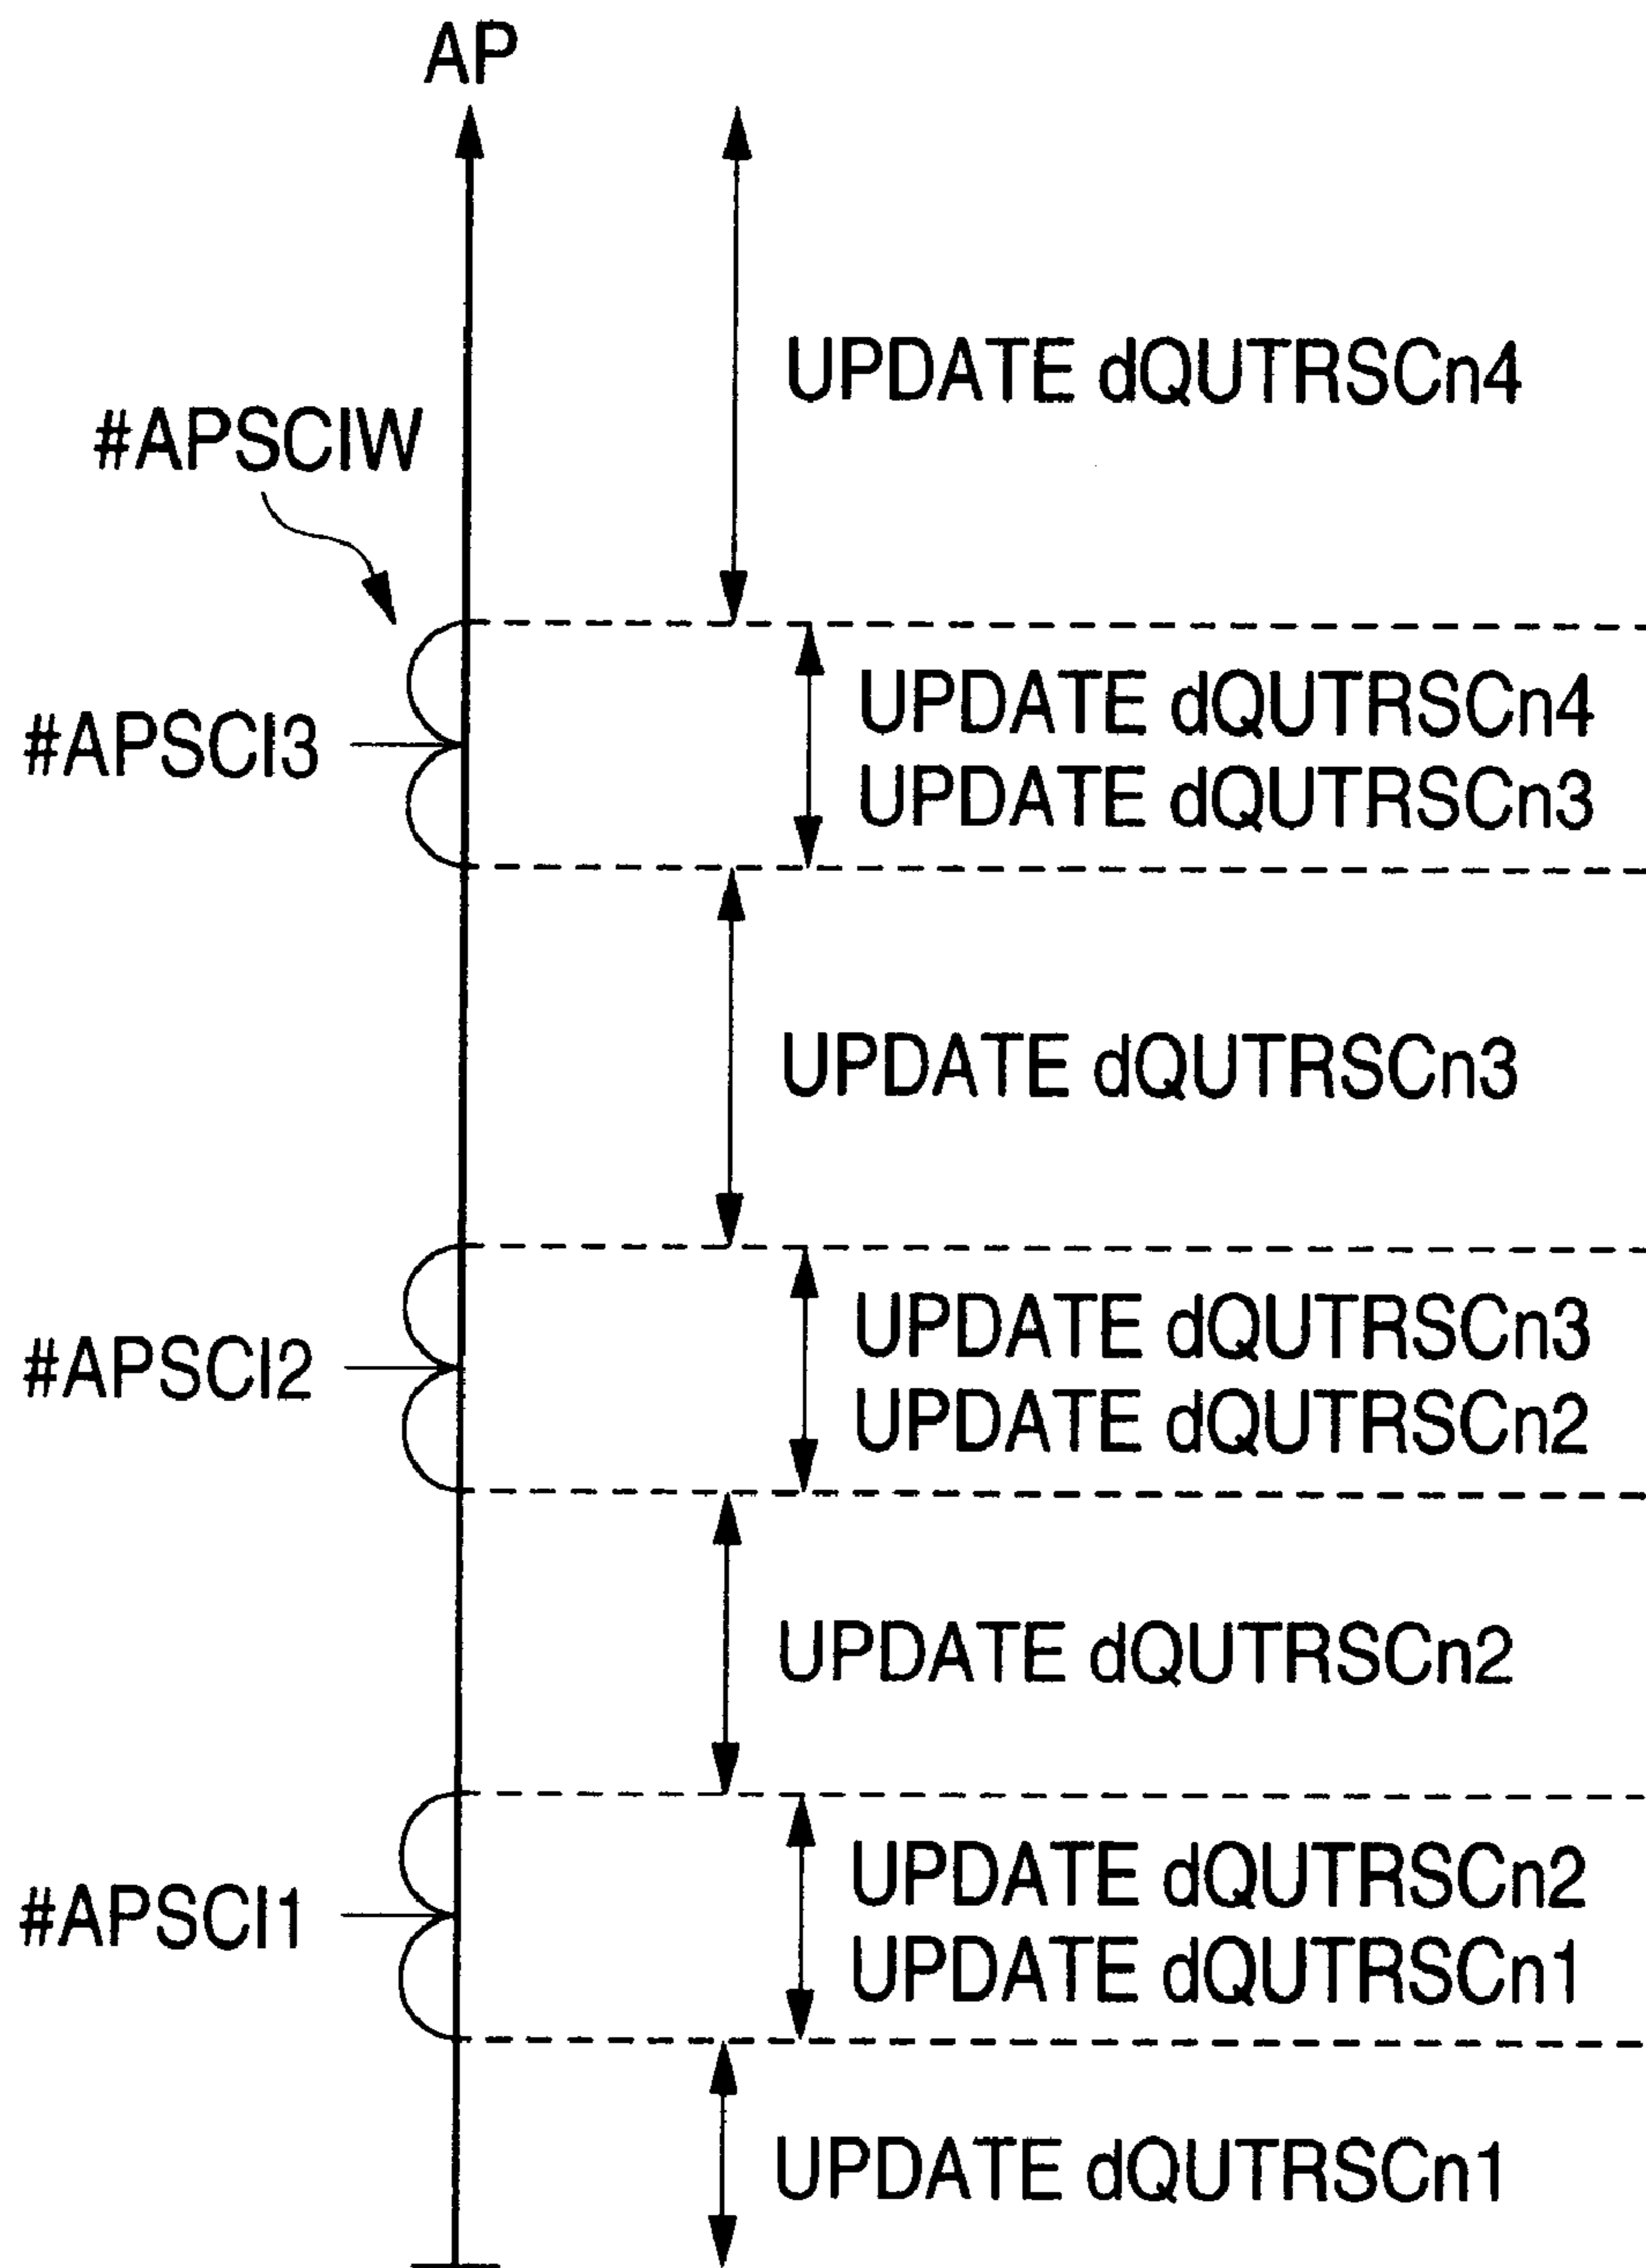 AP
UPDATE dQUTRSCn4
#APSCIW
#APSCI3
UPDATE dQUTRSCn4
UPDATE dQUTRSCn3
UPDATE dQUTRSCn3
#APSCI2
UPDATE dQUTRSCn3
UPDATE dQUTRSCn2
UPDATE dQUTRSCn2
#APSCI1
UPDATE dQUTRSCn2
UPDATE dQUTRSCn1
UPDATE dQUTRSCn1